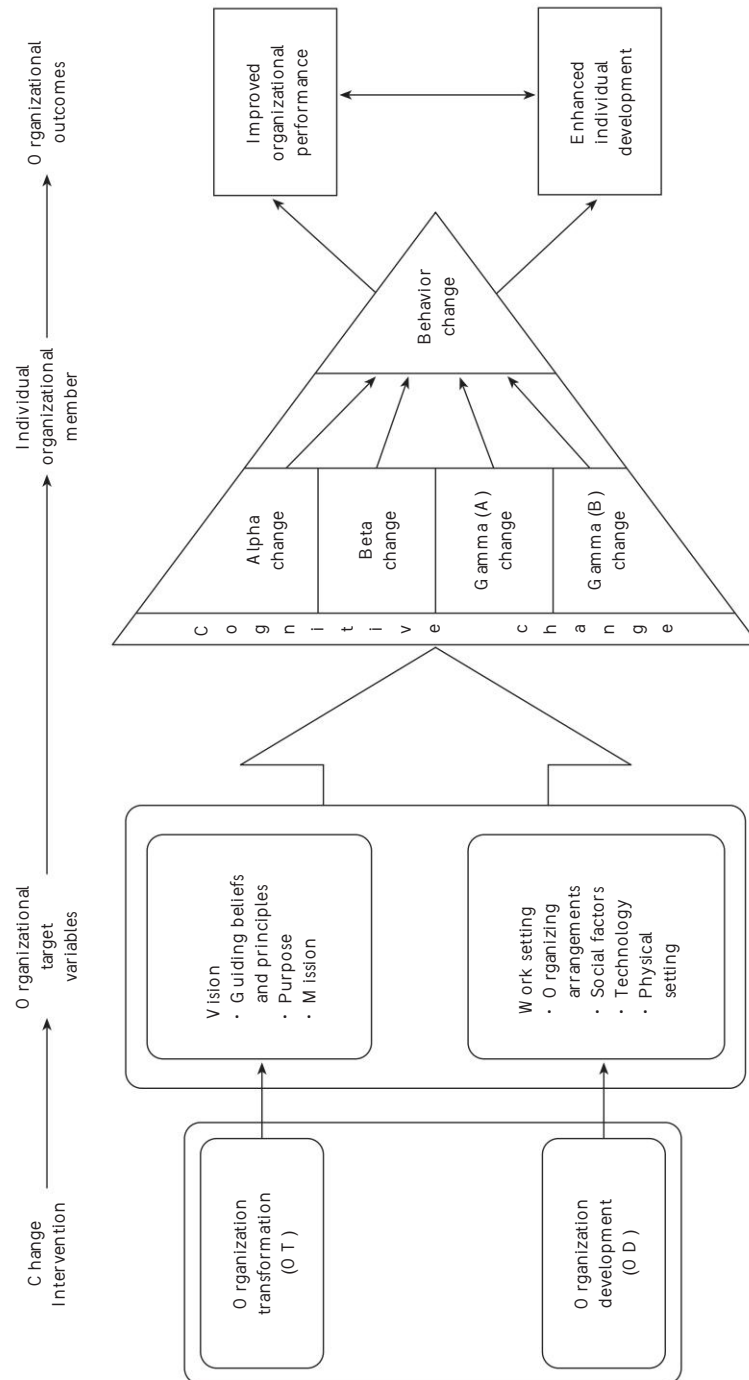 Change
Intervention
Organizational
target
variables
Individual
organizational
member
Organizational
outcomes
Organization
transformation
(OT)
Vision
· Guiding beliefs
and principles
· Purpose
· Mission
Organization
development
(OD)
Work setting
· Organizing
arrangements
· Social factors
· Technology
· Physical
setting
Cognitive change
Alpha
change
Beta
change
Gamma (A)
change
Gamma (B)
change
Behavior
change
Improved
organizational
performance
Enhanced
individual
development